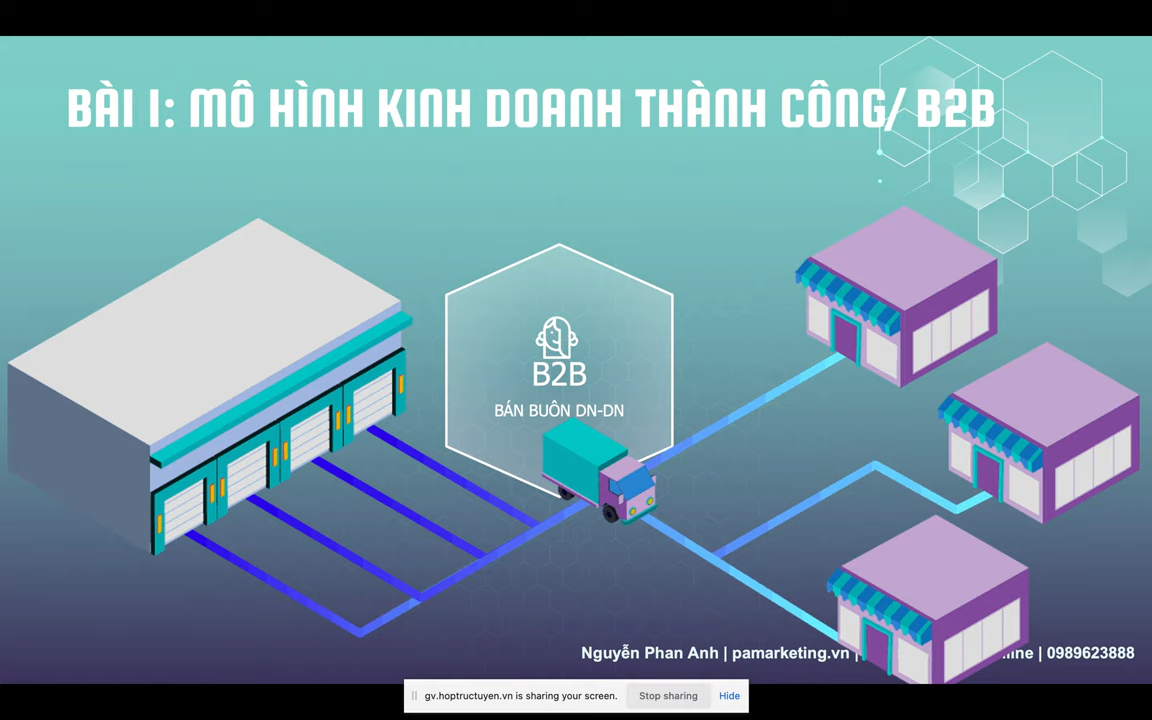 BÀI 1: MÔ HÌNH KINH DOANH THÀNH CÔNG/ B2B
B2B
BÁN BUÔN DN-DN
Nguyễn Phan Anh | pamarketing.vn | | 0989623888
gv.hoptructuyen.vn is sharing your screen. Stop sharing Hide